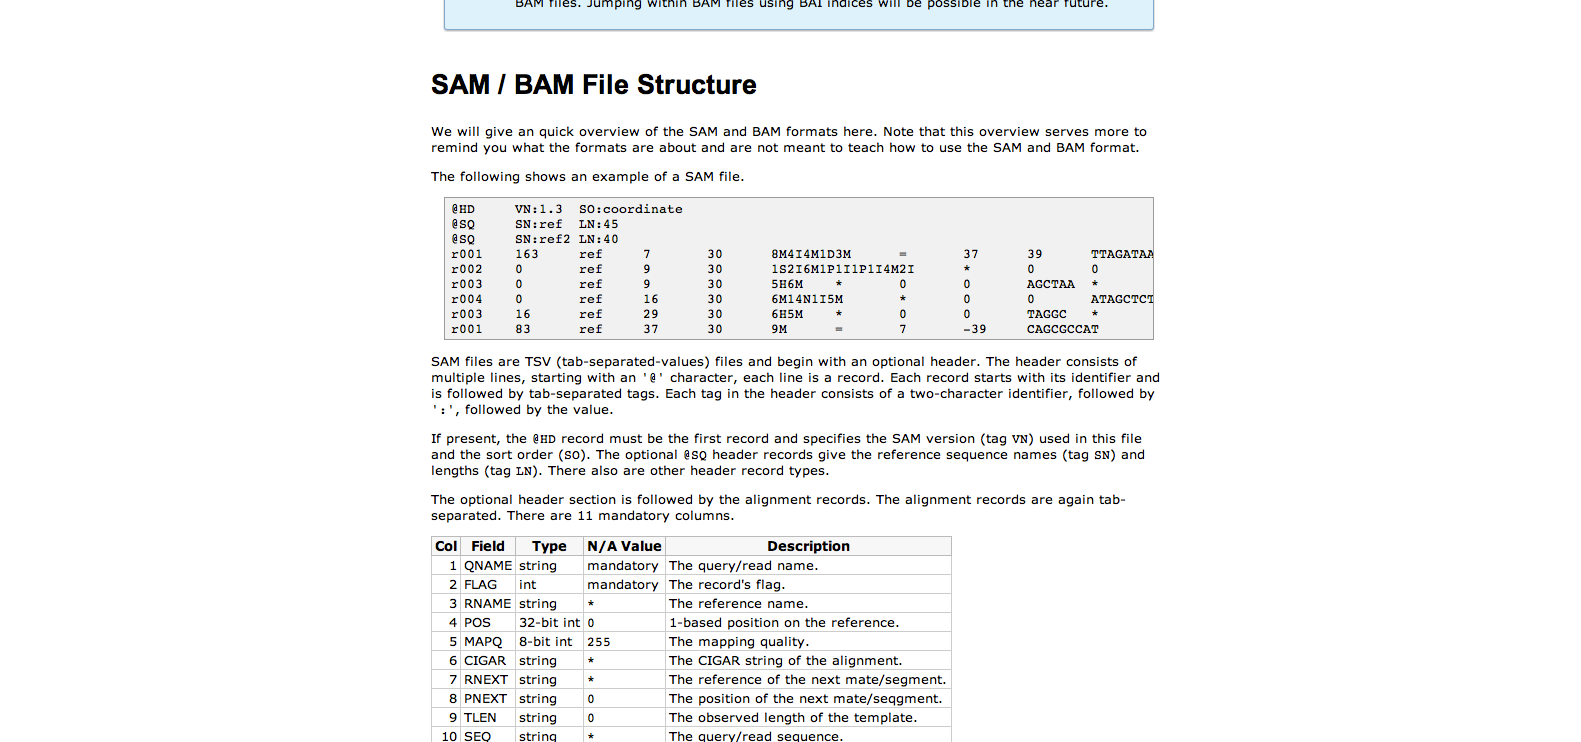 BAM files. Jumping within BAM files using BAI indices will be possible in the near future.
SAM / BAM File Structure
We will give an quick overview of the SAM and BAM formats here. Note that this overview serves more to
remind you what the formats are about and are not meant to teach how to use the SAM and BAM format.
The following shows an example of a SAM file.
@HD VN:1.3 SO:coordinate
@SQ SN:ref LN:45
@SQ SN:ref2 LN:40
r001 163 ref 7 30 8M4I4M1D3M = 37 39 TTAGATAA
r002 0 ref 9 30 1S2I6M1P1I1P1I4M2I * 0 0
r003 0 ref 9 30 5H6M * 0 0 AGCTAA *
r004 0 ref 16 30 6M14N1I5M * 0 0 ATAGCTCT
r003 16 ref 29 30 6H5M * 0 0 TAGGC *
r001 83 ref 37 30 9M = 7 -39 CAGCGCCAT
SAM files are TSV (tab-separated-values) files and begin with an optional header. The header consists of
multiple lines, starting with an '@' character, each line is a record. Each record starts with its identifier and
is followed by tab-separated tags. Each tag in the header consists of a two-character identifier, followed by
':', followed by the value.
If present, the @HD record must be the first record and specifies the SAM version (tag VN) used in this file
and the sort order (SO). The optional @SQ header records give the reference sequence names (tag SN) and
lengths (tag LN). There also are other header record types.
The optional header section is followed by the alignment records. The alignment records are again tab-
separated. There are 11 mandatory columns.
Col Field Type N/A Value Description
1 QNAME string mandatory The query/read name.
2 FLAG int mandatory The record's flag.
3 RNAME string * The reference name.
4 POS 32-bit int 0 1-based position on the reference.
5 MAPQ 8-bit int 255 The mapping quality.
6 CIGAR string * The CIGAR string of the alignment.
7 RNEXT string * The reference of the next mate/segment.
8 PNEXT string 0 The position of the next mate/seqgment.
9 TLEN string 0 The observed length of the template.
10 SEQ string * The query/read sequence.